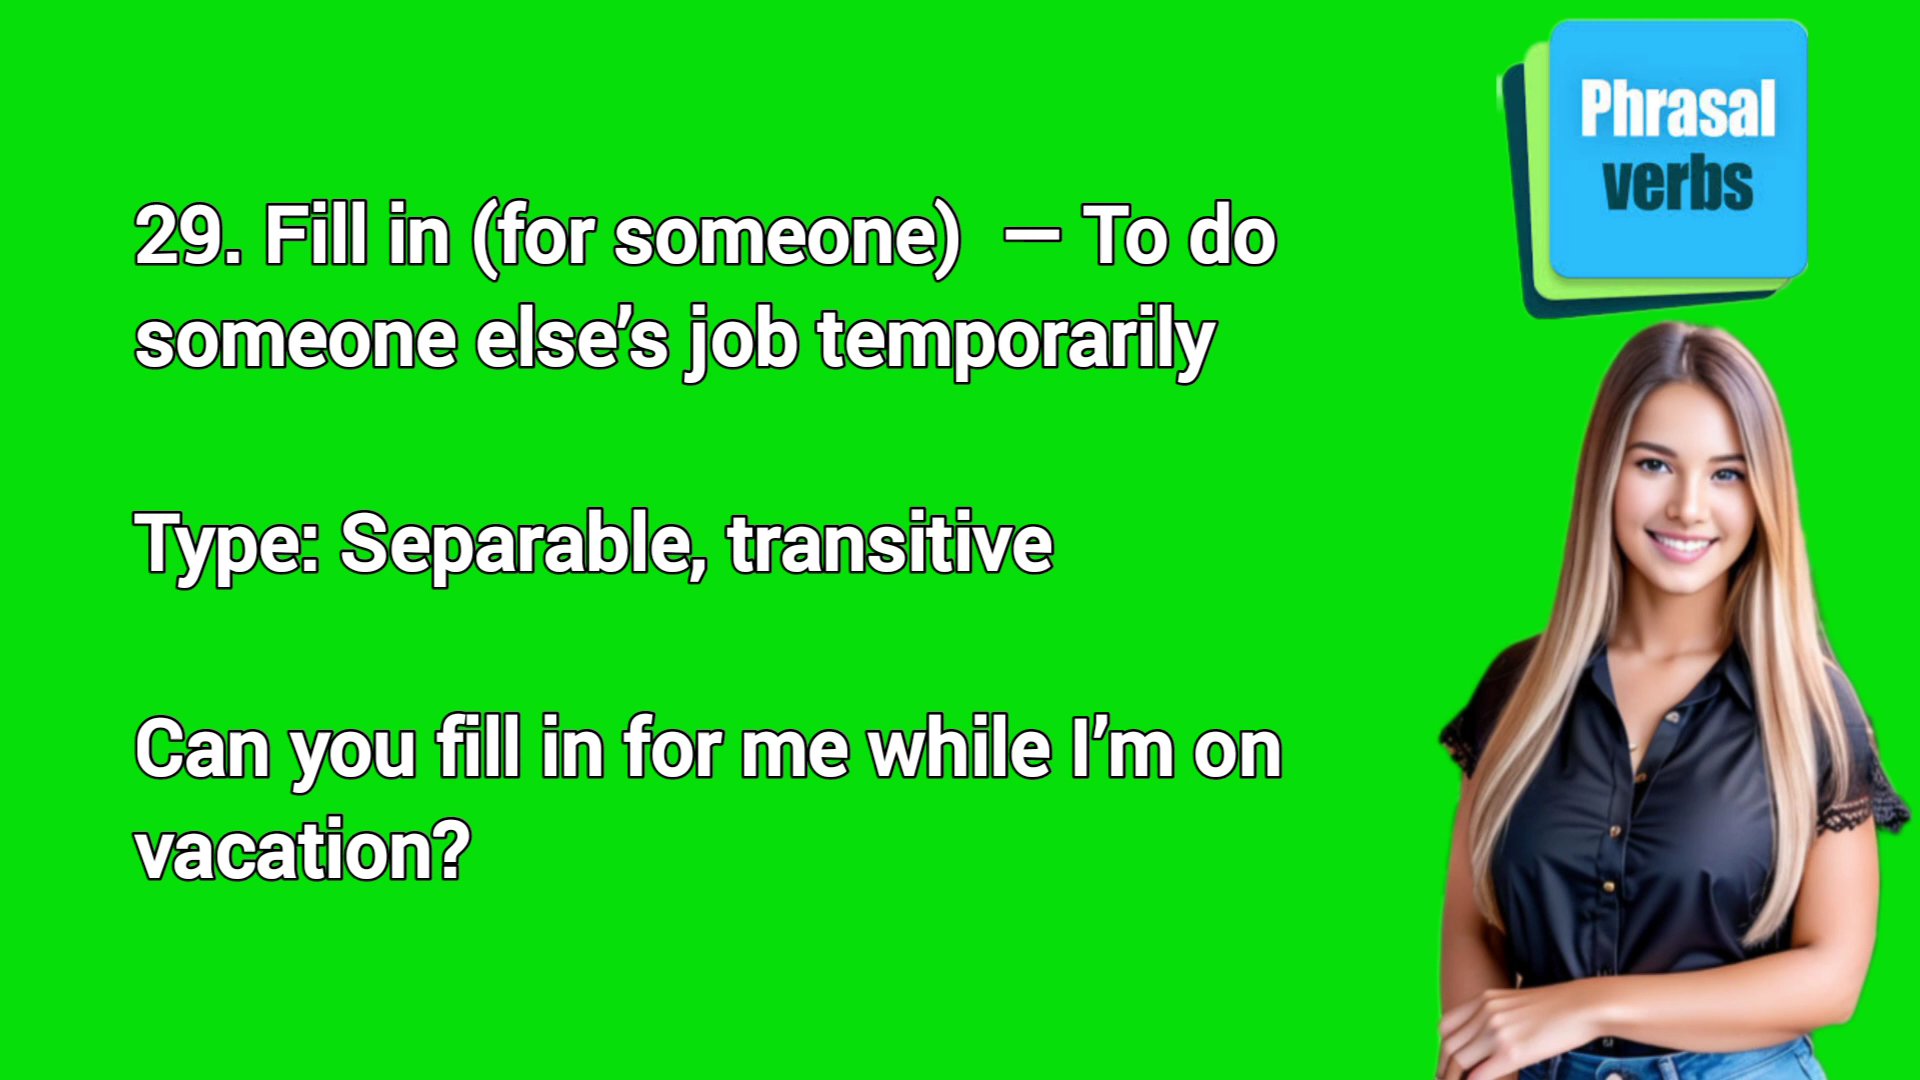 Phrasal
verbs
29. Fill in (for someone) — To do
someone else’s job temporarily
Type: Separable, transitive
Can you fill in for me while I’m on
vacation?